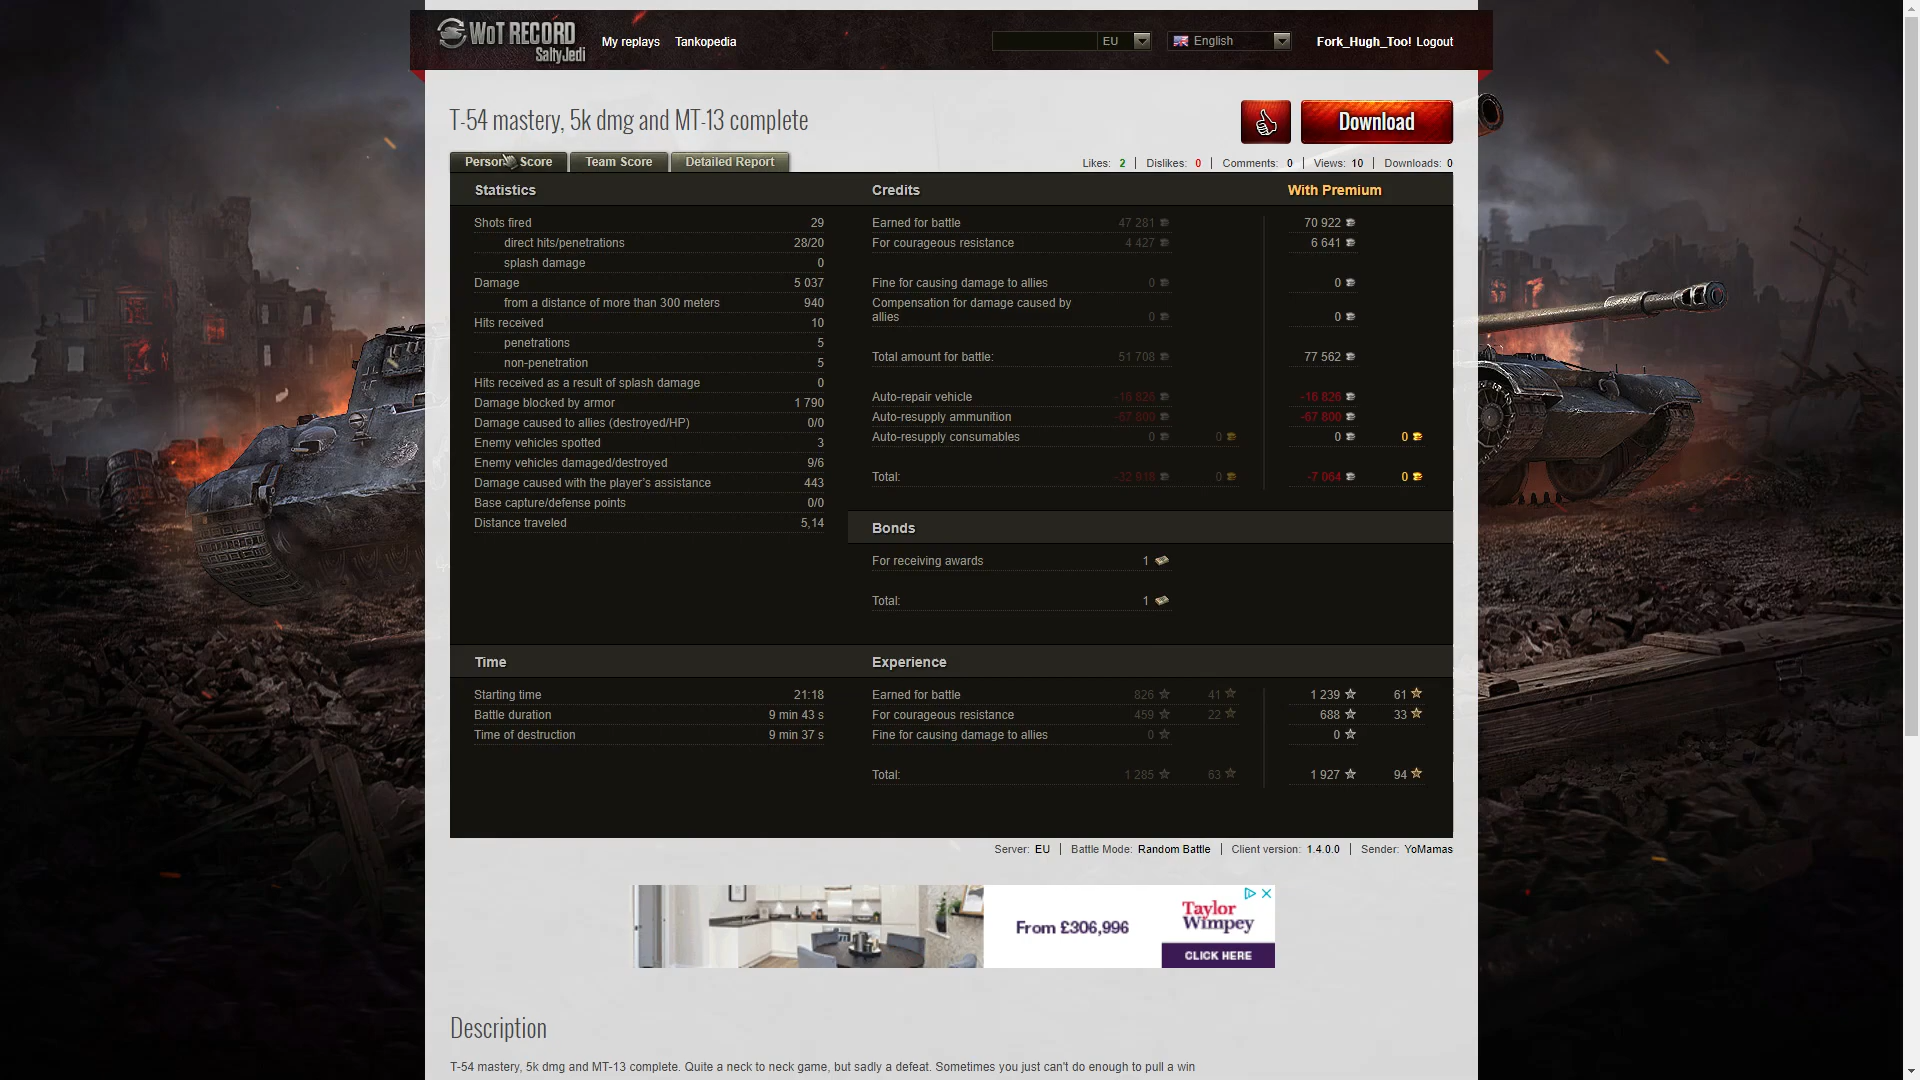 WoT RECORD
SaltyJedi
My replays
Tankopedia
EU
English
Fork_Hugh_Too! Logout
T-54 mastery, 5k dmg and MT-13 complete
Download
Score
Team Score
Detailed Report
Likes: 2 | Dislikes: 0 | Comments: 0 | Views: 10 | Downloads: 0
Statistics
Shots fired 29
direct hits/penetrations 28/20
splash damage 0
Damage 5 037
from a distance of more than 300 meters 940
Hits received 10
penetrations 5
non-penetration 5
Hits received as a result of splash damage 0
Damage blocked by armor 1 790
Damage caused to allies (destroyed/HP) 0/0
Enemy vehicles spotted 3
Enemy vehicles damaged/destroyed 9/6
Damage caused with the player's assistance 443
Base capture/defense points 0/0
Distance traveled 5,14
Credits With Premium
Earned for battle 47 281 70 922
For courageous resistance 4 427 6 641
Fine for causing damage to allies 0 0
Compensation for damage caused by
allies 0 0
Total amount for battle: 51 708 77 562
Auto-repair vehicle -16 826 -16 826
Auto-resupply ammunition -67 800 -67 800
Auto-resupply consumables 0 0 0 0
Total: -32 918 0 -7 064 0
Bonds
For receiving awards 1
Total: 1
Time
Starting time 21:18
Battle duration 9 min 43 s
Time of destruction 9 min 37 s
Experience
Earned for battle 826 41 1 239 61
For courageous resistance 459 22 688 33
Fine for causing damage to allies 0 0
Total: 1 285 63 1 927 94
Server: EU | Battle Mode: Random Battle | Client version: 1.4.0.0 | Sender: YoMamas
From £306,996
Taylor
Wimpey
CLICK HERE
Description
T-54 mastery, 5k dmg and MT-13 complete. Quite a neck to neck game, but sadly a defeat. Sometimes you just can't do enough to pull a win